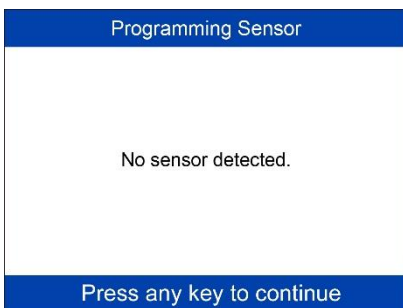 Programming Sensor
No sensor detected.
Press any key to continue